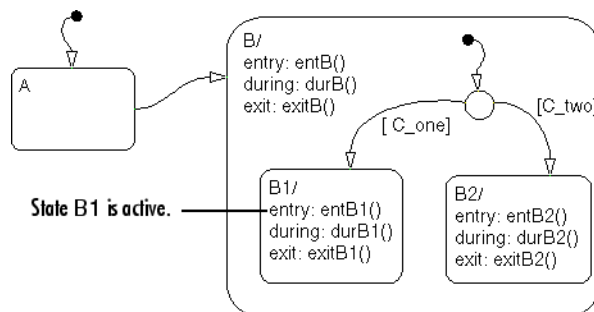 A
B/
entry: entB()
during: durB()
exit: exitB()
[ C_one]
[C_two]
State B1 is active.
B1/
entry: entB1()
during: durB1()
exit: exitB1()
B2/
entry: entB2()
during: durB2()
exit: exitB2()